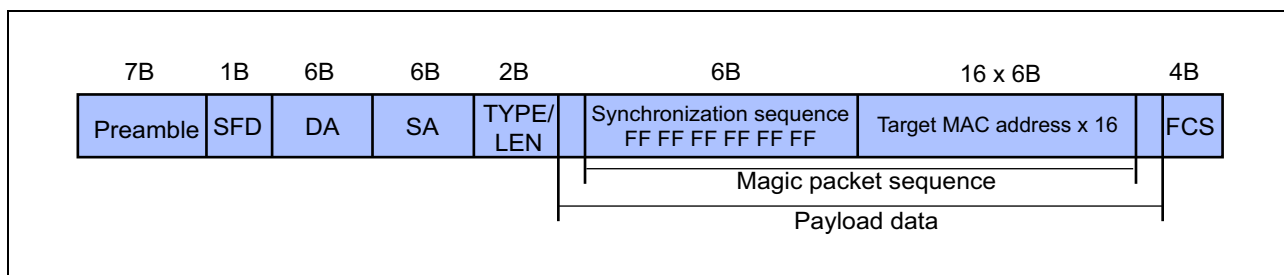 7B 1B 6B 6B 2B 6B 16 x 6B 4B
Preamble SFD DA SA TYPE/ LEN Synchronization sequence FF FF FF FF FF FF Target MAC address x 16 FCS
Magic packet sequence
Payload data